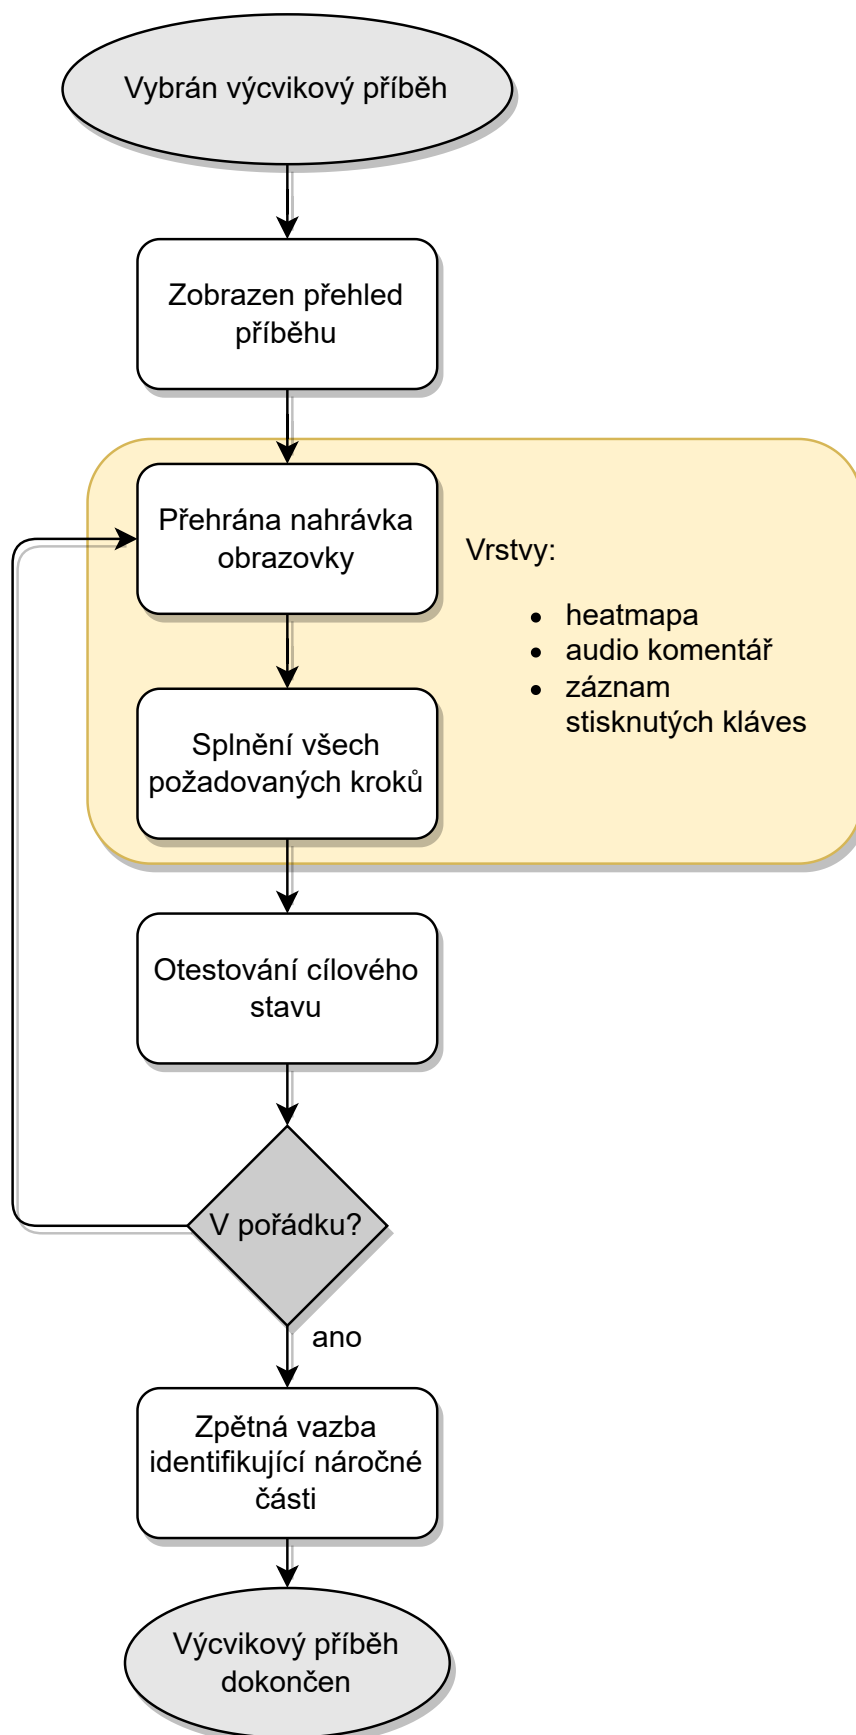 Vybrán výcvikový příběh
Zobrazen přehled
příběhu
Přehrána nahrávka
obrazovky
Vrstvy:
heatmapa
audio komentář
záznam
stisknutých kláves
Splnění všech
požadovaných kroků
Otestování cílového
stavu
V pořádku?
ano
Zpětná vazba
identifikující náročné
části
Výcvikový příběh
dokončen